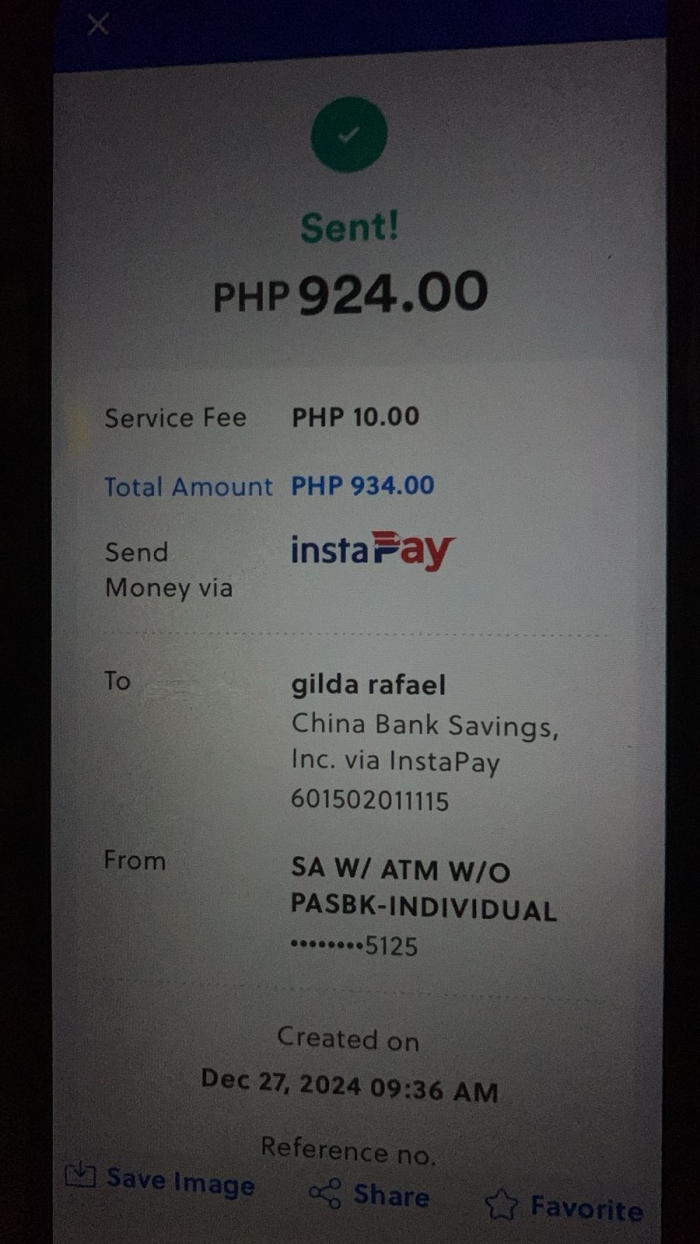 Sent!
PHP 924.00
Service Fee PHP 10.00
Total Amount PHP 934.00
Send
Money via
instaPay
To
gilda rafael
China Bank Savings,
Inc. via InstaPay
601502011115
From
SA W/ ATM W/O
PASBK-INDIVIDUAL
••••••••5125
Created on
Dec 27, 2024 09:36 AM
Reference no.
Save Image
Share
Favorite